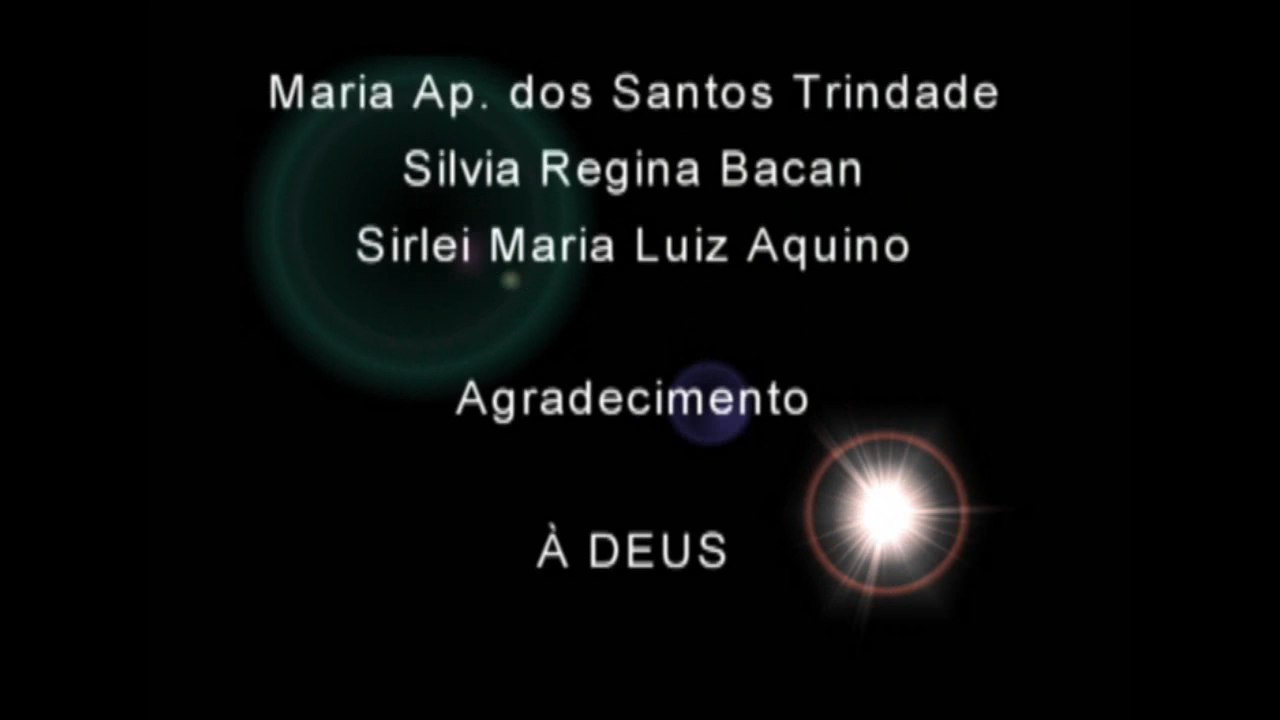 Maria Ap. dos Santos Trindade
Silvia Regina Bacan
Sirlei Maria Luiz Aquino
Agradecimento
À DEUS